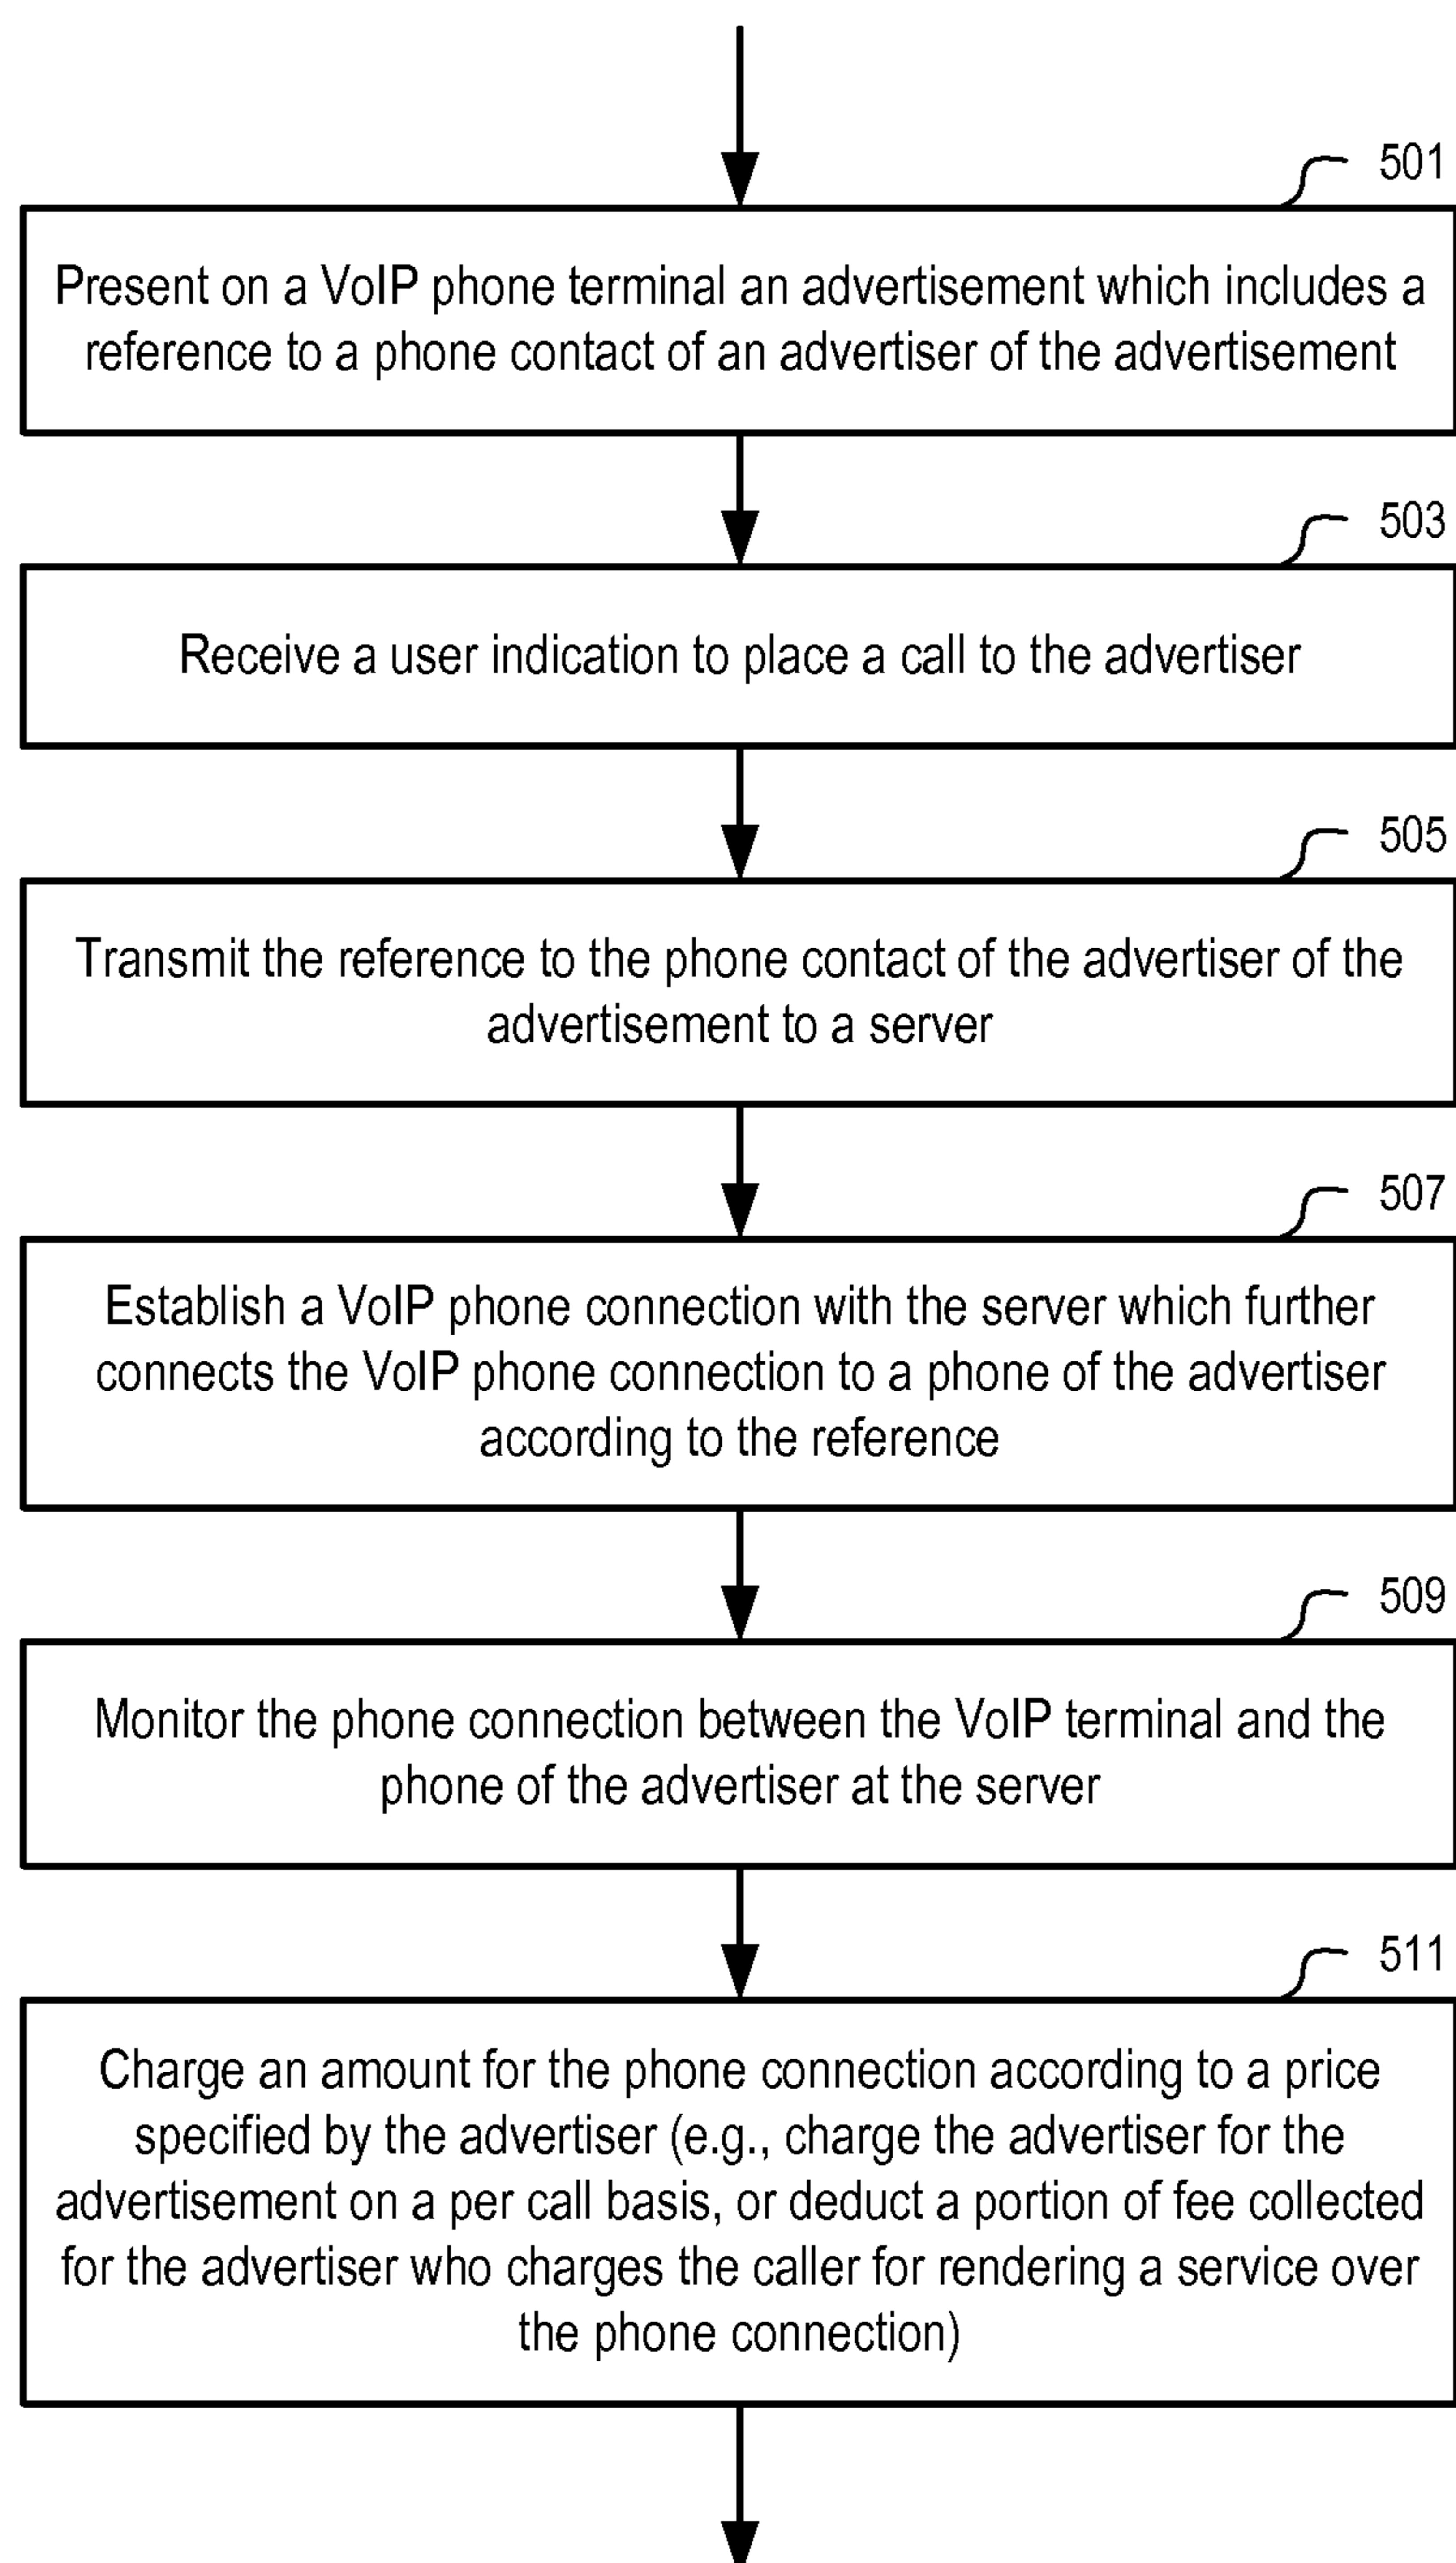 501
Present on a VoIP phone terminal an advertisement which includes a
reference to a phone contact of an advertiser of the advertisement
503
Receive a user indication to place a call to the advertiser
505
Transmit the reference to the phone contact of the advertiser of the
advertisement to a server
507
Establish a VoIP phone connection with the server which further
connects the VoIP phone connection to a phone of the advertiser
according to the reference
509
Monitor the phone connection between the VoIP terminal and the
phone of the advertiser at the server
511
Charge an amount for the phone connection according to a price
specified by the advertiser (e.g., charge the advertiser for the
advertisement on a per call basis, or deduct a portion of fee collected
for the advertiser who charges the caller for rendering a service over
the phone connection)